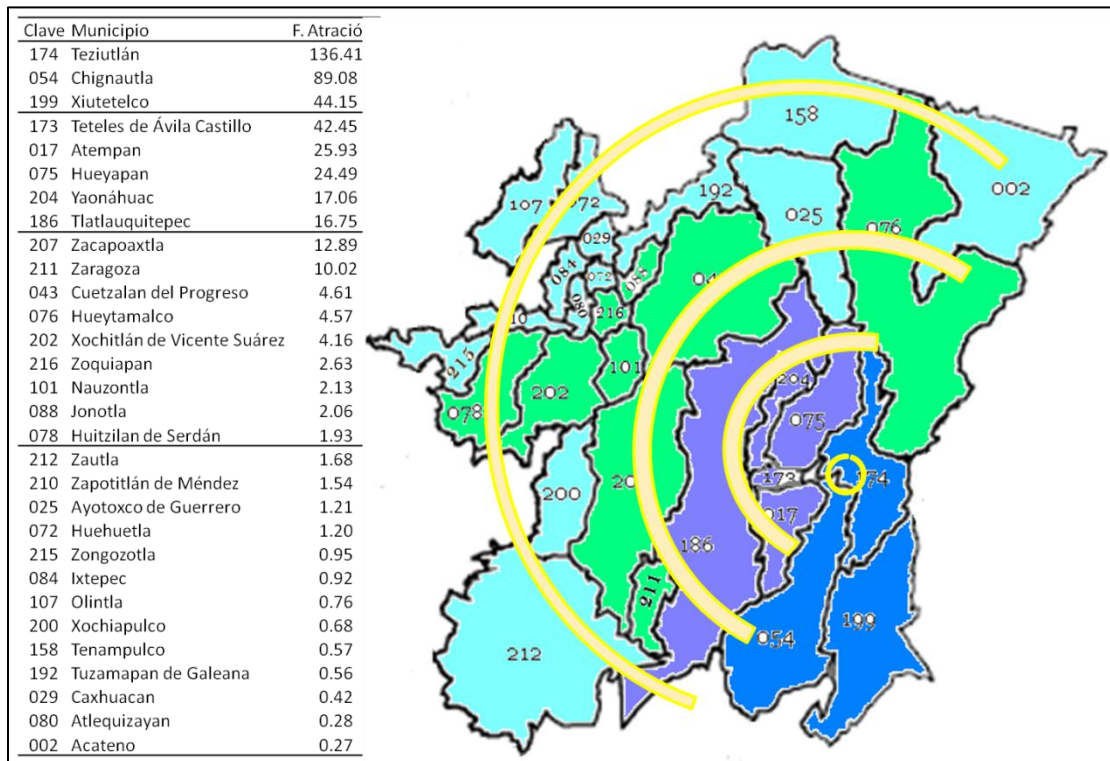 Clave Municipio F. Atració
174 Teziutlán 136.41
054 Chignautla 89.08
199 Xiutetelco 44.15
173 Teteles de Ávila Castillo 42.45
017 Atempan 25.93
075 Hueyapan 24.49
204 Yaonáhuac 17.06
186 Tlatlauquitepec 16.75
207 Zacapoaxtla 12.89
211 Zaragoza 10.02
043 Cuetzalan del Progreso 4.61
076 Hueytamalco 4.57
202 Xochitlán de Vicente Suárez 4.16
216 Zoquiapan 2.63
101 Nauzontla 2.13
088 Jonotla 2.06
078 Huitzilan de Serdán 1.93
212 Zautla 1.68
210 Zapotitlán de Méndez 1.54
025 Ayotoxco de Guerrero 1.21
072 Huehuetla 1.20
215 Zongozotla 0.95
084 Ixtepec 0.92
107 Olintla 0.76
200 Xochiapulco 0.68
158 Tenampulco 0.57
192 Tuzamapan de Galeana 0.56
029 Caxhuacan 0.42
080 Atlequizayan 0.28
002 Acateno 0.27
158
002
192
107
025
029
076
084
072
088
080
216
101
215
202
078
204
075
200
173
174
017
186
211
054
199
212